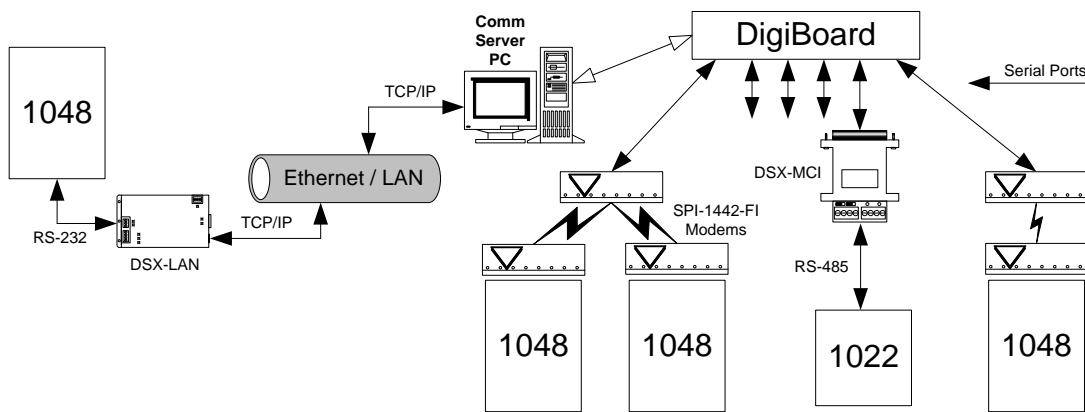 Comm
Server
PC
DigiBoard
Serial Ports
TCP/IP
1048
Ethernet / LAN
DSX-MCI
SPI-1442-FI
Modems
RS-232
TCP/IP
DSX-LAN
RS-485
1048
1048
1022
1048